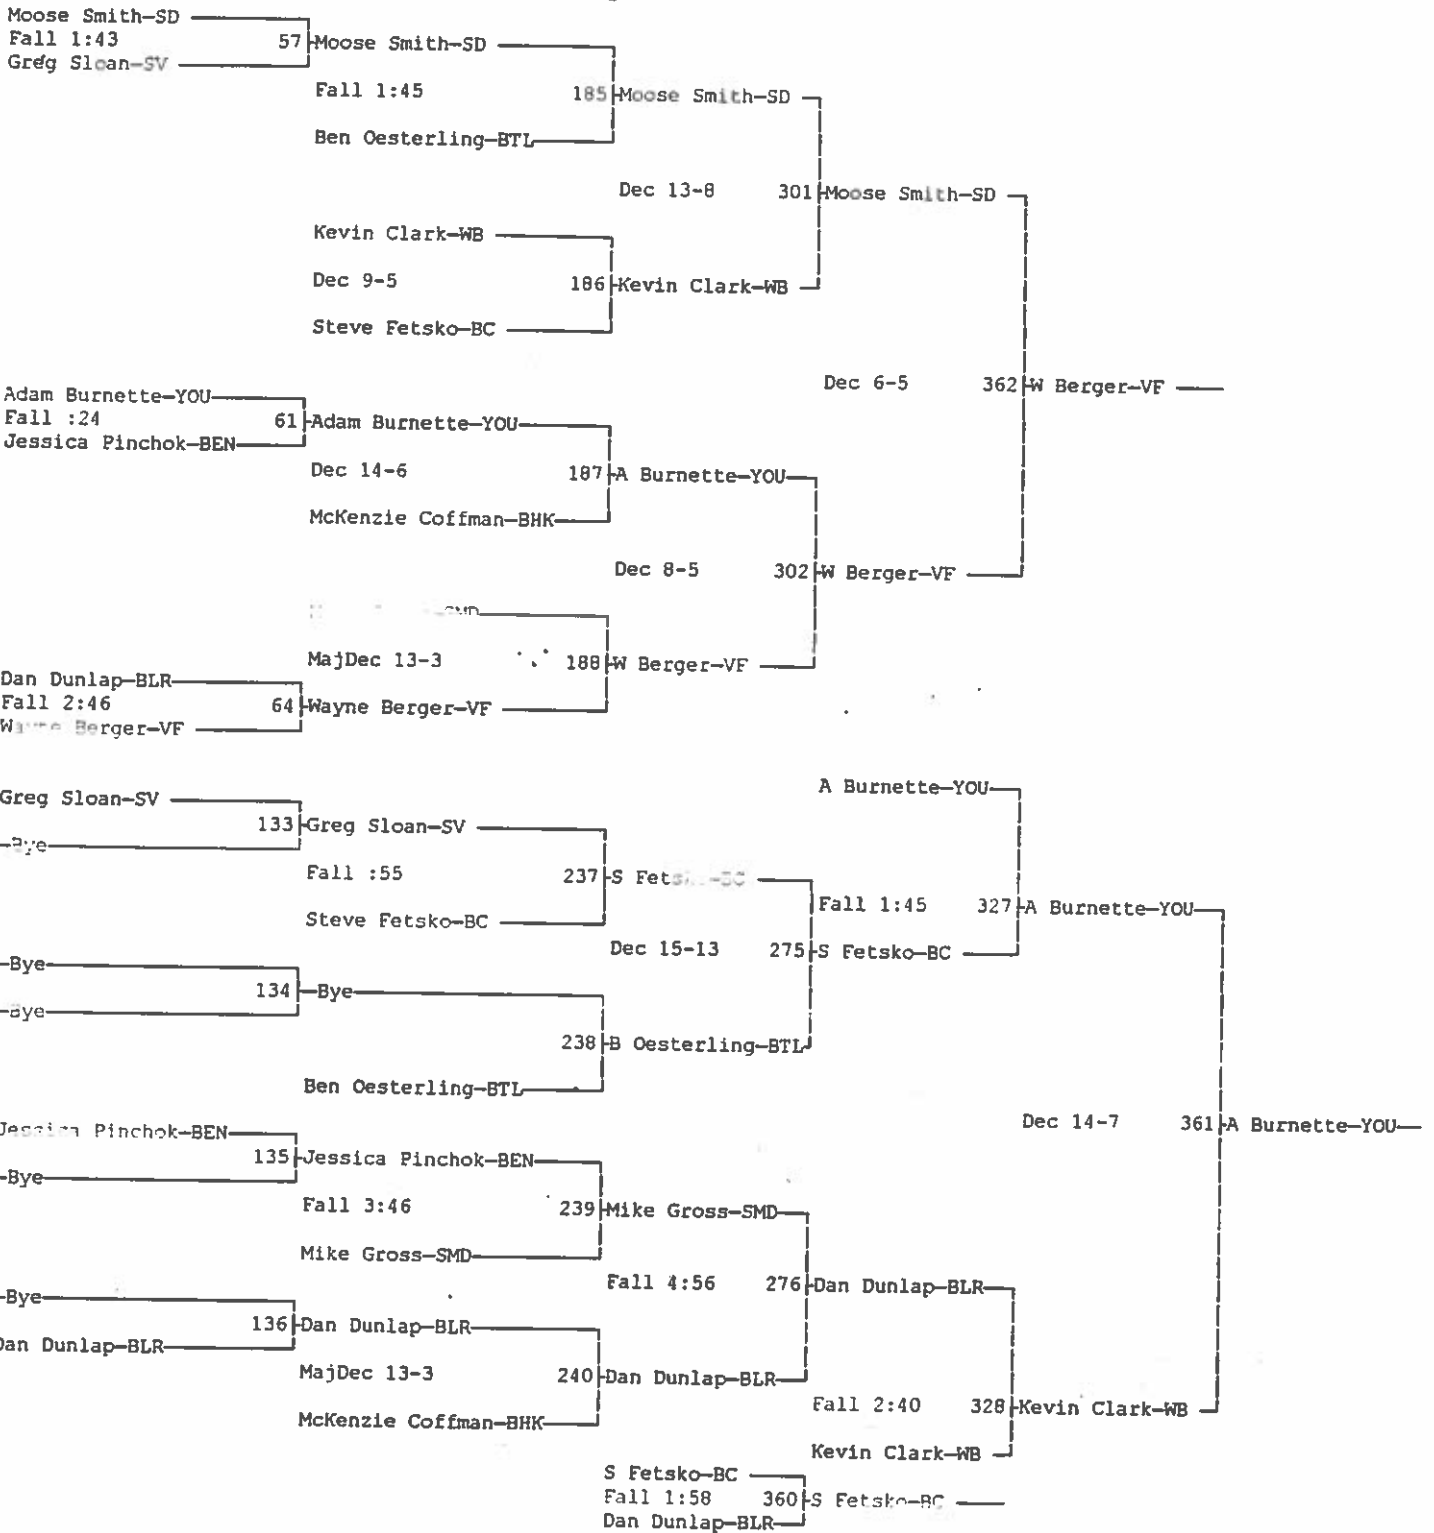 Moose Smith-SD
Fall 1:43 57 Moose Smith-SD
Greg Sloan-SV
Fall 1:45 185 Moose Smith-SD
Ben Oesterling-BTL
Dec 13-8 301 Moose Smith-SD
Kevin Clark-WB
Dec 9-5 186 Kevin Clark-WB
Steve Fetsko-BC
Dec 6-5 362 W Berger-VF
Adam Burnette-YOU
Fall :24 61 Adam Burnette-YOU
Jessica Pinchok-BEN
Dec 14-6 187 A Burnette-YOU
McKenzie Coffman-BHK
Dec 8-5 302 W Berger-VF
SMD
MajDec 13-3 188 W Berger-VF
Dan Dunlap-BLR
Fall 2:46 64 Wayne Berger-VF
Wayne Berger-VF
A Burnette-YOU
Greg Sloan-SV
133 Greg Sloan-SV
Bye
Fall :55 237 S Fetsko-BC
Fall 1:45 327 A Burnette-YOU
Steve Fetsko-BC
Dec 15-13 275 S Fetsko-BC
Bye
134 Bye
Bye
238 B Oesterling-BTL
Ben Oesterling-BTL
Dec 14-7 361 A Burnette-YOU
Jessica Pinchok-BEN
135 Jessica Pinchok-BEN
Bye
Fall 3:46 239 Mike Gross-SMD
Mike Gross-SMD
Fall 4:56 276 Dan Dunlap-BLR
Bye
136 Dan Dunlap-BLR
Dan Dunlap-BLR
MajDec 13-3 240 Dan Dunlap-BLR
Fall 2:40 328 Kevin Clark-WB
McKenzie Coffman-BHK
Kevin Clark-WB
S Fetsko-BC
Fall 1:58 360 S Fetsko-BC
Dan Dunlap-BLR